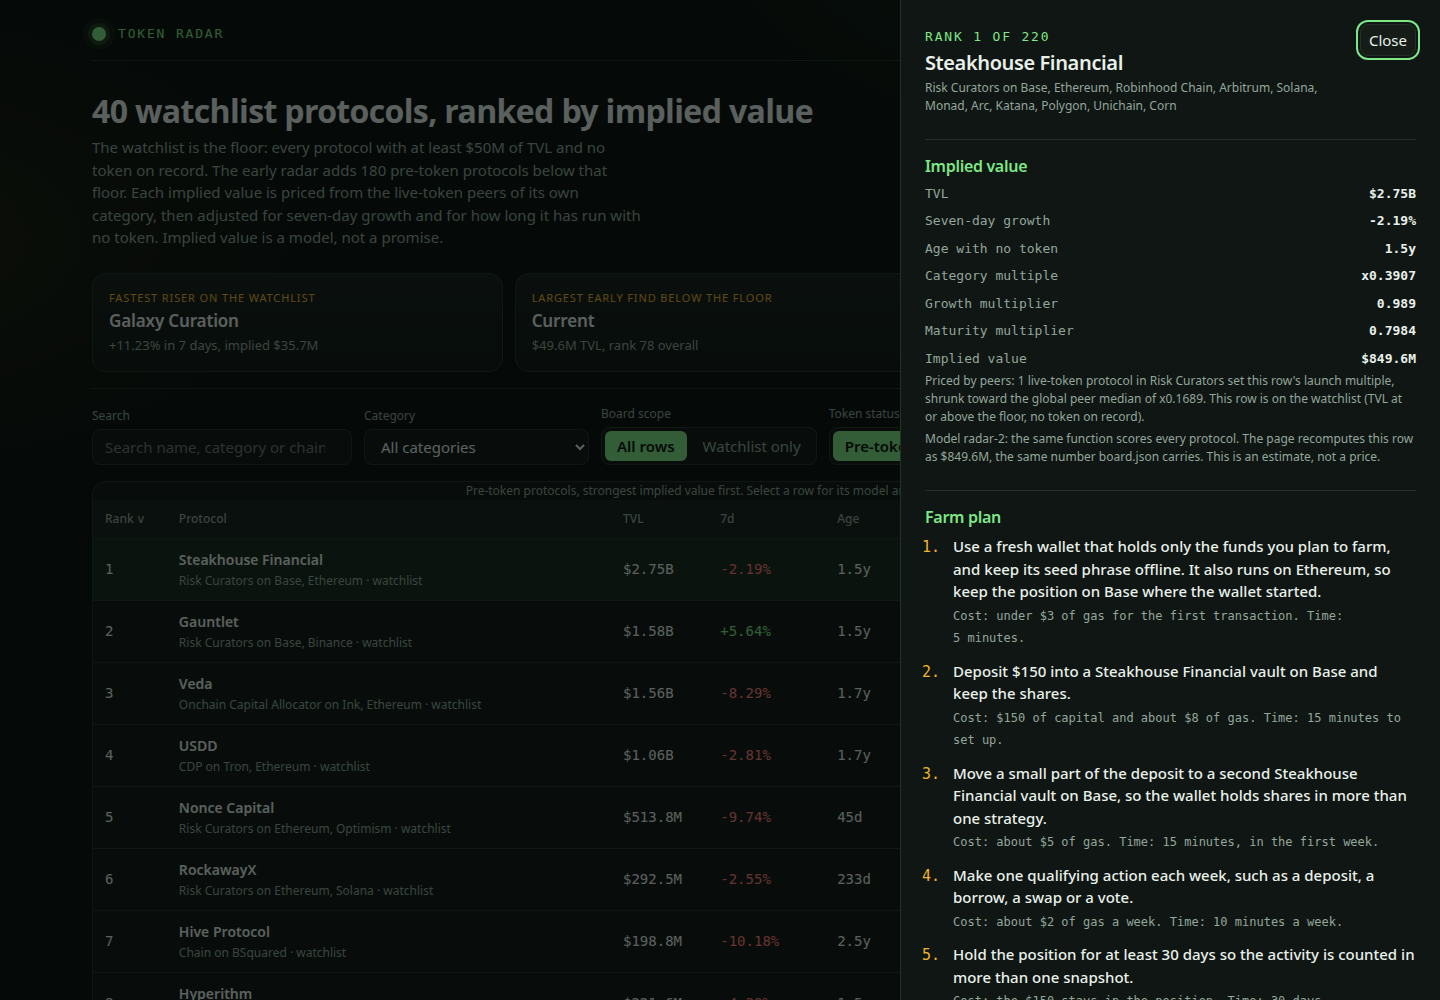 TOKEN RADAR
40 watchlist protocols, ranked by implied value
The watchlist is the floor: every protocol with at least $50M of TVL and no
token on record. The early radar adds 180 pre-token protocols below that
floor. Each implied value is priced from the live-token peers of its own
category, then adjusted for seven-day growth and for how long it has run with
no token. Implied value is a model, not a promise.
FASTEST RISER ON THE WATCHLIST
Galaxy Curation
+11.23% in 7 days, implied $35.7M
LARGEST EARLY FIND BELOW THE FLOOR
Current
$49.6M TVL, rank 78 overall
Search
Category
Board scope
Token status
Search name, category or chain
All categories
All rows
Watchlist only
Pre-toke
Pre-token protocols, strongest implied value first. Select a row for its model a
Rank v Protocol TVL 7d Age
1 Steakhouse Financial $2.75B -2.19% 1.5y
Risk Curators on Base, Ethereum · watchlist
2 Gauntlet $1.58B +5.64% 1.5y
Risk Curators on Base, Binance · watchlist
3 Veda $1.56B -8.29% 1.7y
Onchain Capital Allocator on Ink, Ethereum · watchlist
4 USDD $1.06B -2.81% 1.7y
CDP on Tron, Ethereum · watchlist
5 Nonce Capital $513.8M -9.74% 45d
Risk Curators on Ethereum, Optimism · watchlist
6 RockawayX $292.5M -2.55% 233d
Risk Curators on Ethereum, Solana · watchlist
7 Hive Protocol $198.8M -10.18% 2.5y
Chain on BSquared · watchlist
Hyperithm
RANK 1 OF 220
Close
Steakhouse Financial
Risk Curators on Base, Ethereum, Robinhood Chain, Arbitrum, Solana,
Monad, Arc, Katana, Polygon, Unichain, Corn
Implied value
TVL $2.75B
Seven-day growth -2.19%
Age with no token 1.5y
Category multiple x0.3907
Growth multiplier 0.989
Maturity multiplier 0.7984
Implied value $849.6M
Priced by peers: 1 live-token protocol in Risk Curators set this row's launch multiple,
shrunk toward the global peer median of x0.1689. This row is on the watchlist (TVL at
or above the floor, no token on record).
Model radar-2: the same function scores every protocol. The page recomputes this row
as $849.6M, the same number board.json carries. This is an estimate, not a price.
Farm plan
1. Use a fresh wallet that holds only the funds you plan to farm,
and keep its seed phrase offline. It also runs on Ethereum, so
keep the position on Base where the wallet started.
Cost: under $3 of gas for the first transaction. Time:
5 minutes.
2. Deposit $150 into a Steakhouse Financial vault on Base and
keep the shares.
Cost: $150 of capital and about $8 of gas. Time: 15 minutes to
set up.
3. Move a small part of the deposit to a second Steakhouse
Financial vault on Base, so the wallet holds shares in more than
one strategy.
Cost: about $5 of gas. Time: 15 minutes, in the first week.
4. Make one qualifying action each week, such as a deposit, a
borrow, a swap or a vote.
Cost: about $2 of gas a week. Time: 10 minutes a week.
5. Hold the position for at least 30 days so the activity is counted in
more than one snapshot.
Cost: the $150 stays in the position. Time: 30 days.